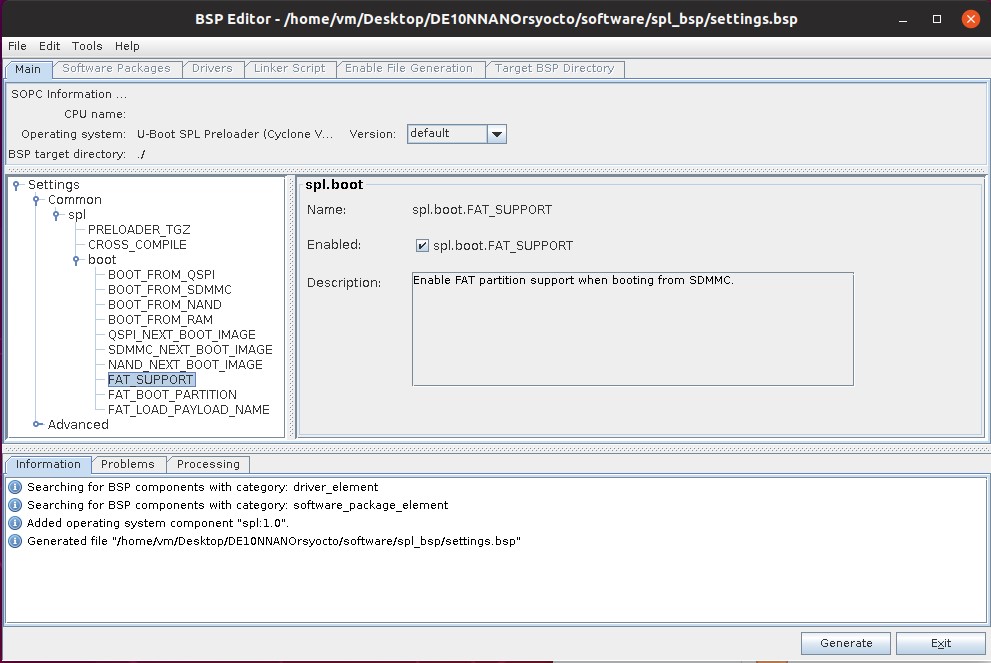 BSP Editor - /home/vm/Desktop/DE10NNANOrsyocto/software/spl_bsp/settings.bsp
File Edit Tools Help
Main Software Packages Drivers Linker Script Enable File Generation Target BSP Directory
SOPC Information ...
CPU name:
Operating system: U-Boot SPL Preloader (Cyclone V... Version: default
BSP target directory: ./
Settings
Common
spl
PRELOADER_TGZ
CROSS_COMPILE
boot
BOOT_FROM_QSPI
BOOT_FROM_SDMMC
BOOT_FROM_NAND
BOOT_FROM_RAM
QSPI_NEXT_BOOT_IMAGE
SDMMC_NEXT_BOOT_IMAGE
NAND_NEXT_BOOT_IMAGE
FAT_SUPPORT
FAT_BOOT_PARTITION
FAT_LOAD_PAYLOAD_NAME
Advanced
spl.boot
Name: spl.boot.FAT_SUPPORT
Enabled: spl.boot.FAT_SUPPORT
Description: Enable FAT partition support when booting from SDMMC.
Information Problems Processing
Searching for BSP components with category: driver_element
Searching for BSP components with category: software_package_element
Added operating system component "spl:1.0".
Generated file "/home/vm/Desktop/DE10NNANOrsyocto/software/spl_bsp/settings.bsp"
Generate Exit